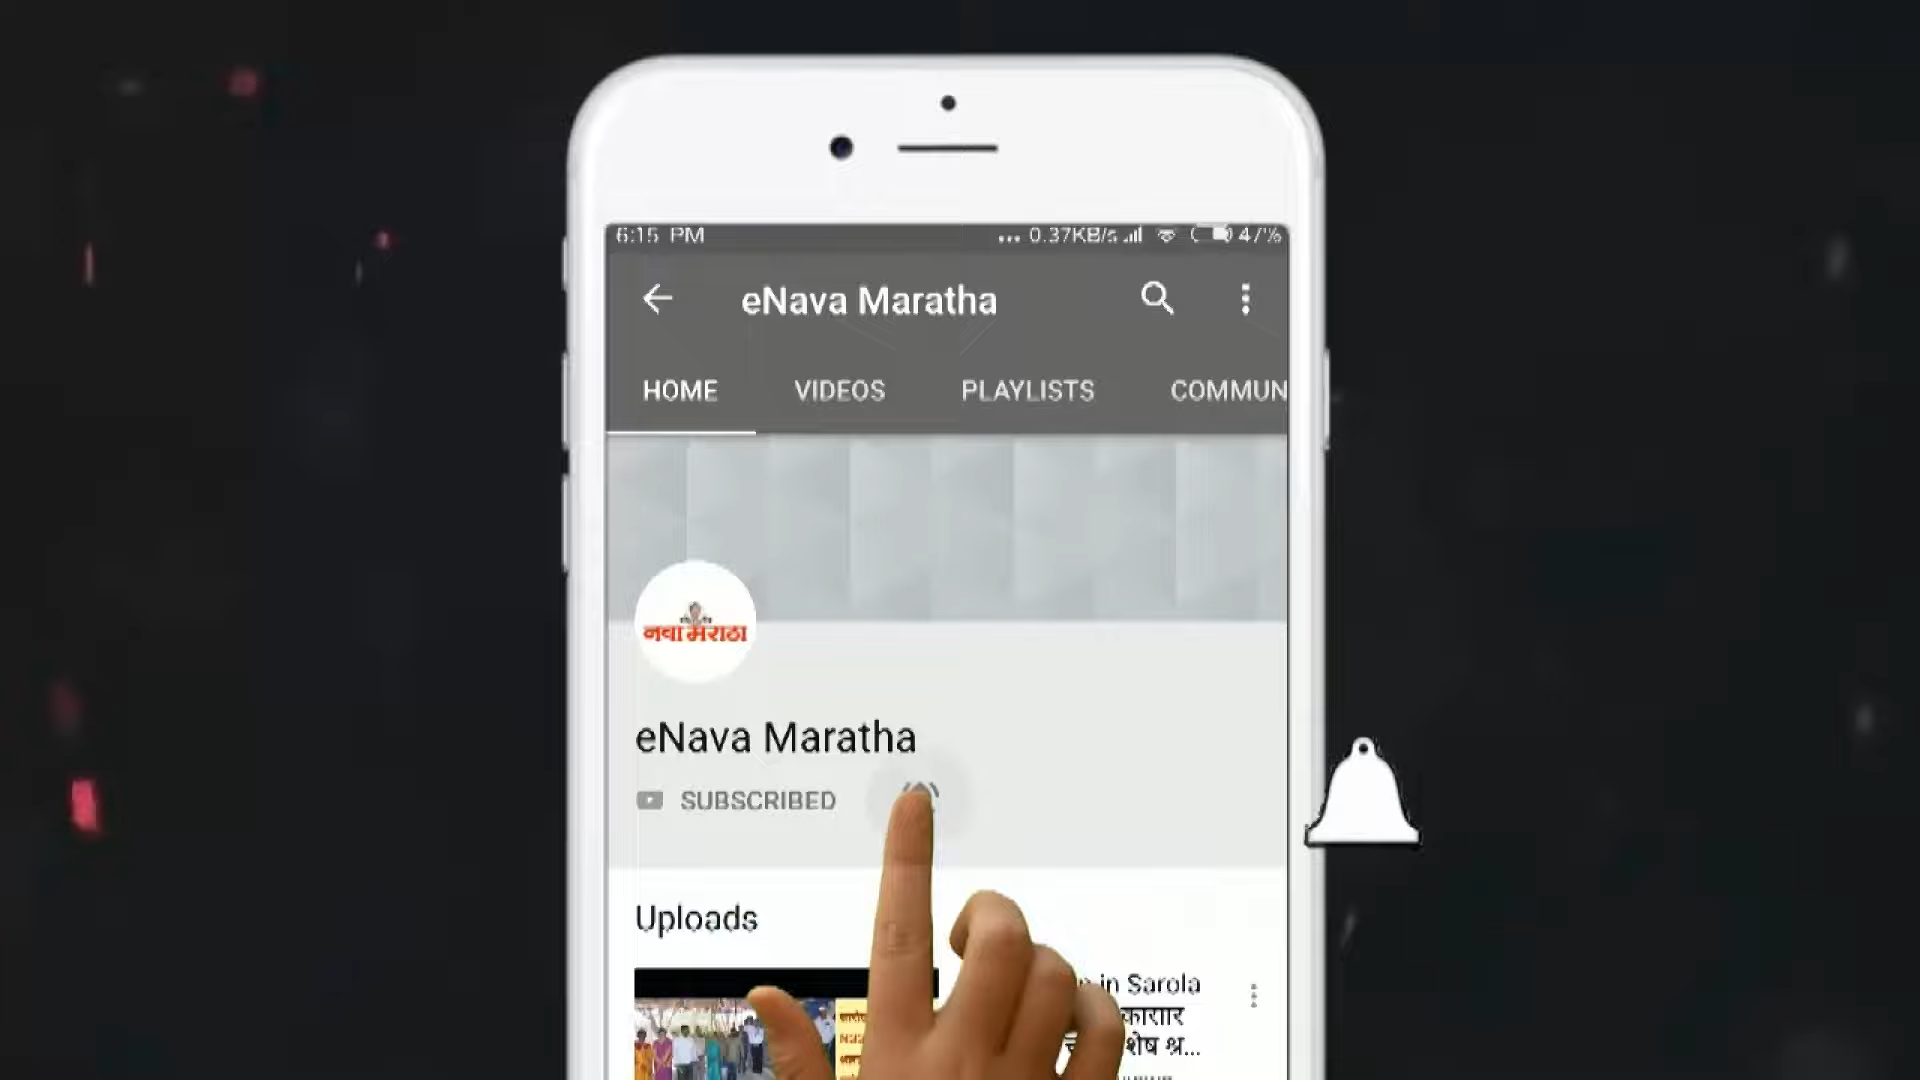 6:15 PM
... 0.37KB/s 47%
eNava Maratha
HOME VIDEOS PLAYLISTS COMMUN
नवा मराठा
eNava Maratha
SUBSCRIBED
Uploads
in Sarola
शेष श्र...